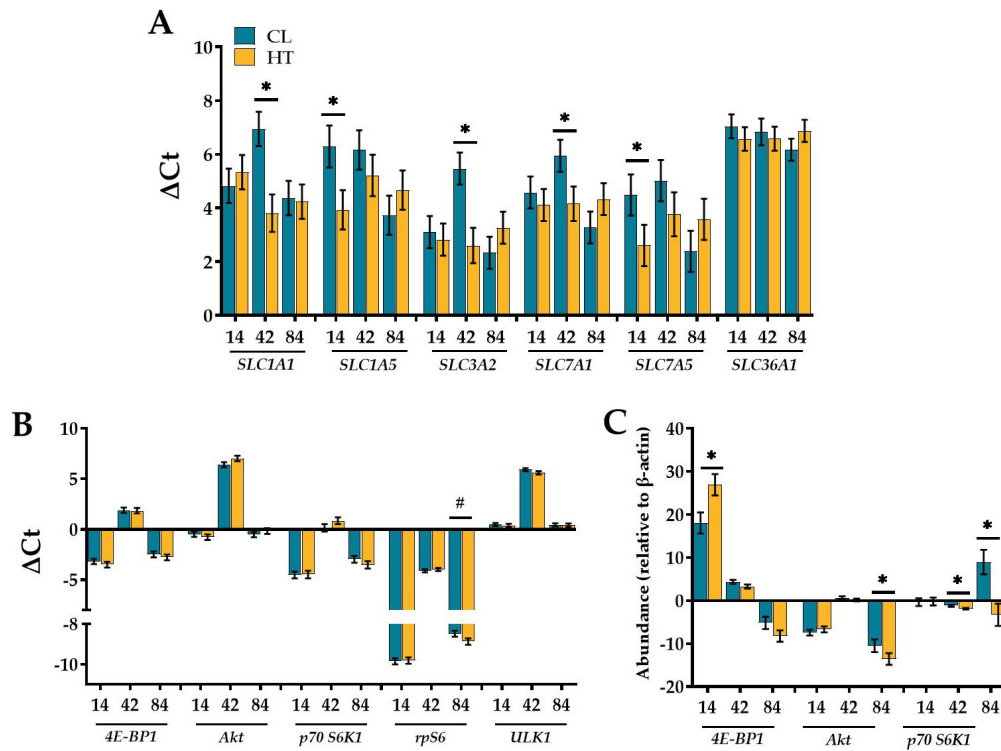 A
CL
HT
10
8
6
4
2
0
ΔCt
* * * * *
14 42 84 14 42 84 14 42 84 14 42 84 14 42 84 14 42 84
SLC1A1 SLC1A5 SLC3A2 SLC7A1 SLC7A5 SLC36A1
B
10
5
0
-5
-8
-10
ΔCt
#
14 42 84 14 42 84 14 42 84 14 42 84 14 42 84
4E-BP1 Akt p70 S6K1 rpS6 ULK1
C
40
30
20
10
0
-10
-20
Abundance (relative to β-actin)
* * * *
14 42 84 14 42 84 14 42 84
4E-BP1 Akt p70 S6K1